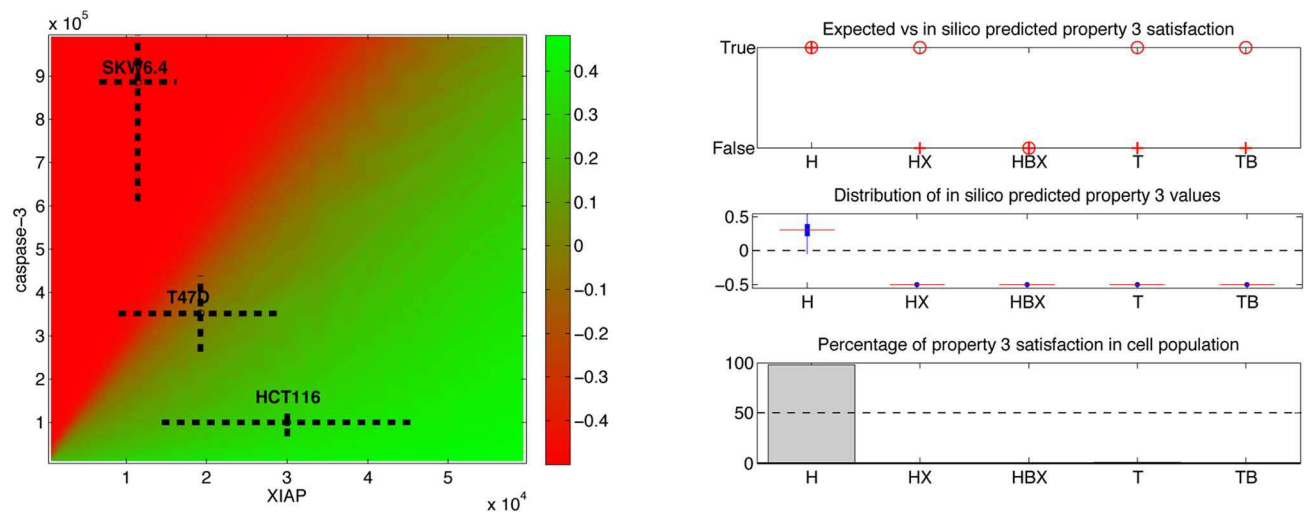 x 10⁵
9
8
7
6
5
4
3
2
1
caspase-3
SKW6.4
T47D
HCT116
1
2
3
4
5
XIAP
x 10⁴
0.4
0.3
0.2
0.1
0
−0.1
−0.2
−0.3
−0.4
Expected vs in silico predicted property 3 satisfaction
True
False
H HX HBX T TB
Distribution of in silico predicted property 3 values
0.5
0
−0.5
H HX HBX T TB
Percentage of property 3 satisfaction in cell population
100
50
0
H HX HBX T TB